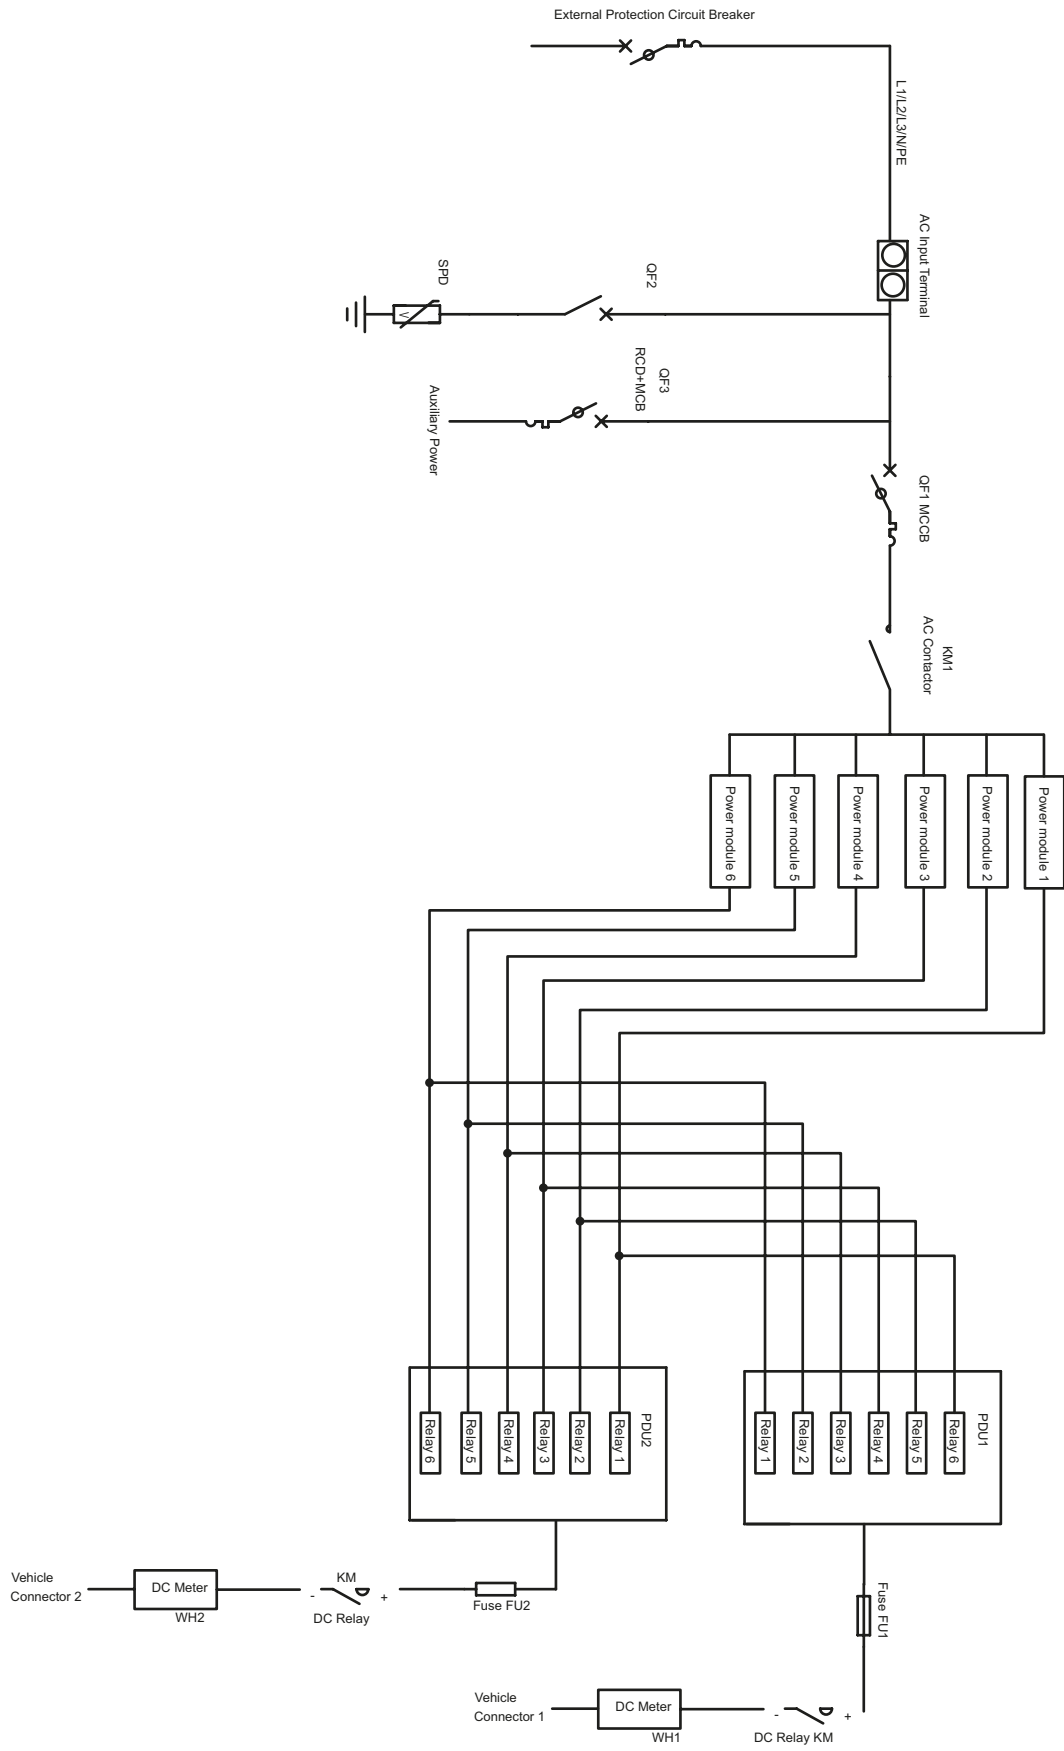 External Protection Circuit Breaker
L1/L2/L3/N/PE
AC Input Terminal
SPD
QF2
QF3
RCD+MCB
Auxiliary Power
QF1 MCCB
KM1
AC Contactor
Power module 6
Power module 5
Power module 4
Power module 3
Power module 2
Power module 1
PDU2
Relay 6
Relay 5
Relay 4
Relay 3
Relay 2
Relay 1
PDU1
Relay 1
Relay 2
Relay 3
Relay 4
Relay 5
Relay 6
Vehicle
Connector 2
DC Meter
WH2
-
KM
+
DC Relay
Fuse FU2
Fuse FU1
Vehicle
Connector 1
DC Meter
WH1
-
+
DC Relay KM
V